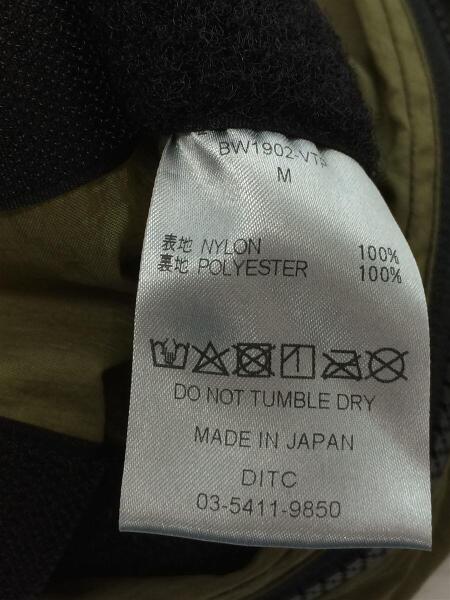 BW1902-VT
M
表地 NYLON 100%
裏地 POLYESTER 100%
DO NOT TUMBLE DRY
MADE IN JAPAN
DITC
03-5411-9850